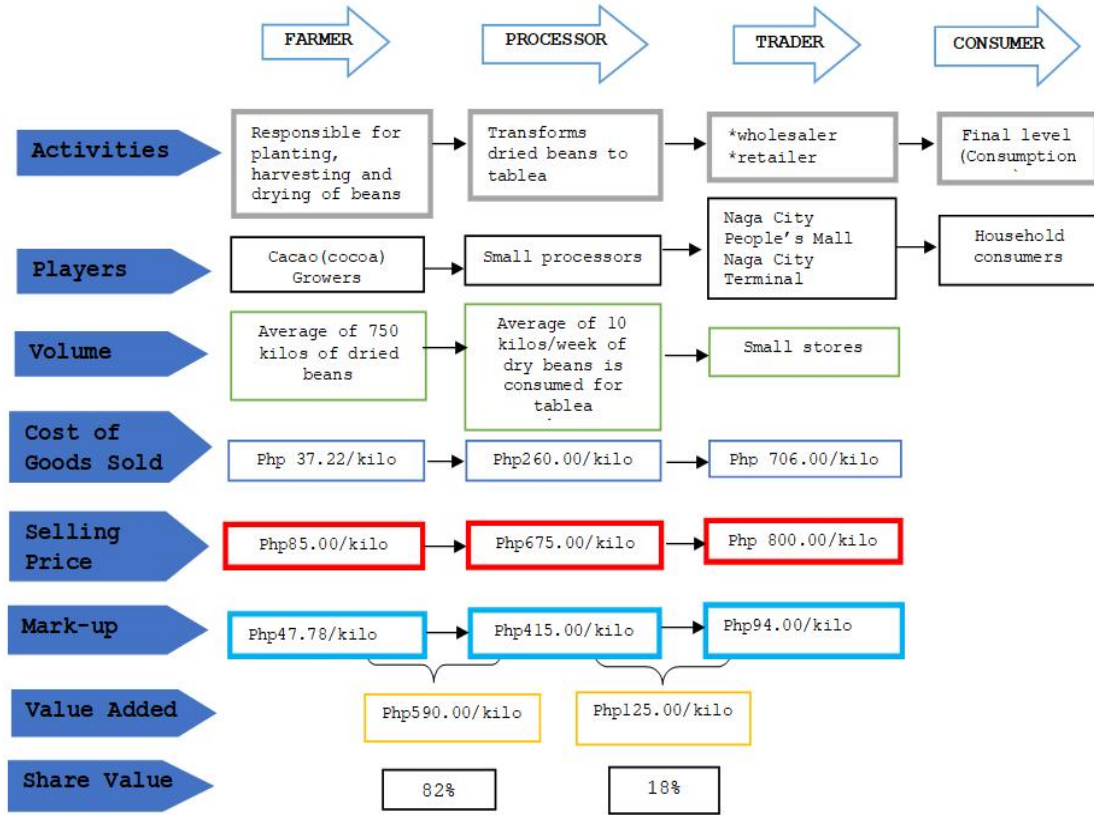 FARMER
PROCESSOR
TRADER
CONSUMER
Activities
Responsible for
planting,
harvesting and
drying of beans
Transforms
dried beans to
tablea
*wholesaler
*retailer
Final level
(Consumption
Players
Cacao(cocoa)
Growers
Small processors
Naga City
People’s Mall
Naga City
Terminal
Household
consumers
Volume
Average of 750
kilos of dried
beans
Average of 10
kilos/week of
dry beans is
consumed for
tablea
Small stores
Cost of
Goods Sold
Php 37.22/kilo
Php260.00/kilo
Php 706.00/kilo
Selling
Price
Php85.00/kilo
Php675.00/kilo
Php 800.00/kilo
Mark-up
Php47.78/kilo
Php415.00/kilo
Php94.00/kilo
Value Added
Php590.00/kilo
Php125.00/kilo
Share Value
82%
18%